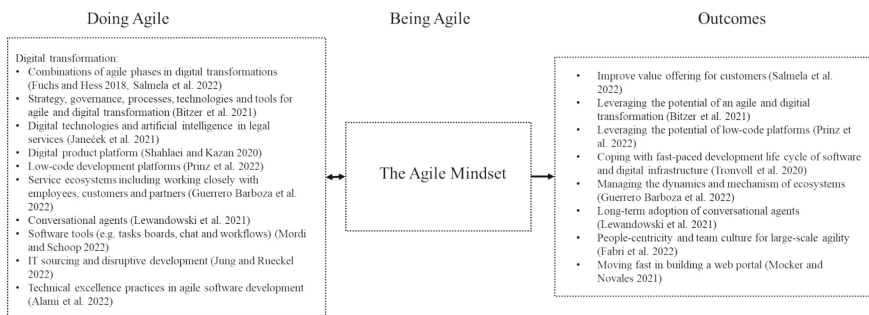 Doing Agile
Being Agile
Outcomes
Digital transformation:
• Combinations of agile phases in digital transformations
(Fuchs and Hess 2018, Salmela et al. 2022)
• Strategy, governance, processes, technologies and tools for
agile and digital transformation (Bitzer et al. 2021)
• Digital technologies and artificial intelligence in legal
services (Janeček et al. 2021)
• Digital product platform (Shahlaei and Kazan 2020)
• Low-code development platforms (Prinz et al. 2022)
• Service ecosystems including working closely with
employees, customers and partners (Guerrero Barboza et al.
2022)
• Conversational agents (Lewandowski et al. 2021)
• Software tools (e.g. tasks boards, chat and workflows) (Mordi
and Schoop 2022)
• IT sourcing and disruptive development (Jung and Rueckel
2022)
• Technical excellence practices in agile software development
(Alami et al. 2022)
The Agile Mindset
• Improve value offering for customers (Salmela et al.
2022)
• Leveraging the potential of an agile and digitial
transformation (Bitzer et al. 2021)
• Leveraging the potential of low-code platforms (Prinz et
al. 2022)
• Coping with fast-paced development life cycle of software
and digital infrastructure (Tronvoll et al. 2020)
• Managing the dynamics and mechanism of ecosystems
(Guerrero Barboza et al. 2022)
• Long-term adoption of conversational agents
(Lewandowski et al. 2021)
• People-centricity and team culture for large-scale agility
(Fabri et al. 2022)
• Moving fast in building a web portal (Mocker and
Novales 2021)